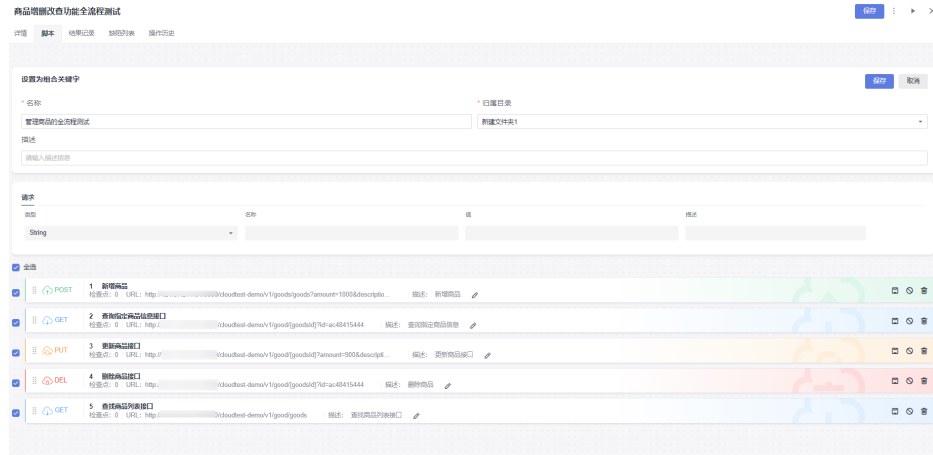 商品增删改查功能全流程测试
保存
详情 脚本 结果记录 缺陷列表 操作历史
设置为组合关键字
保存 取消
* 名称 * 归属目录
管理商品的全流程测试 新建文件夹1
描述
请输入描述信息
请求
类型 名称 值 描述
String
全选
POST 1 新增商品
检查点: 0 URL: http:/ /cloudtest-demo/v1/goods/goods?amount=1000&descriptio... 描述: 新增商品
GET 2 查询指定商品信息接口
检查点: 0 URL: http:/ /cloudtest-demo/v1/good/{goodsId}?id=ac48415444 描述: 查询指定商品信息
PUT 3 更新商品接口
检查点: 0 URL: http:// /cloudtest-demo/v1/good/{goodsId}?amount=900&descripti... 描述: 更新商品接口
DEL 4 删除商品接口
检查点: 0 URL: http:/ /cloudtest-demo/v1/good/{goodsId}?id=ac48415444 描述: 删除商品
GET 5 查找商品列表接口
检查点: 0 URL: http:/ /cloudtest-demo/v1/good/goods 描述: 查找商品列表接口